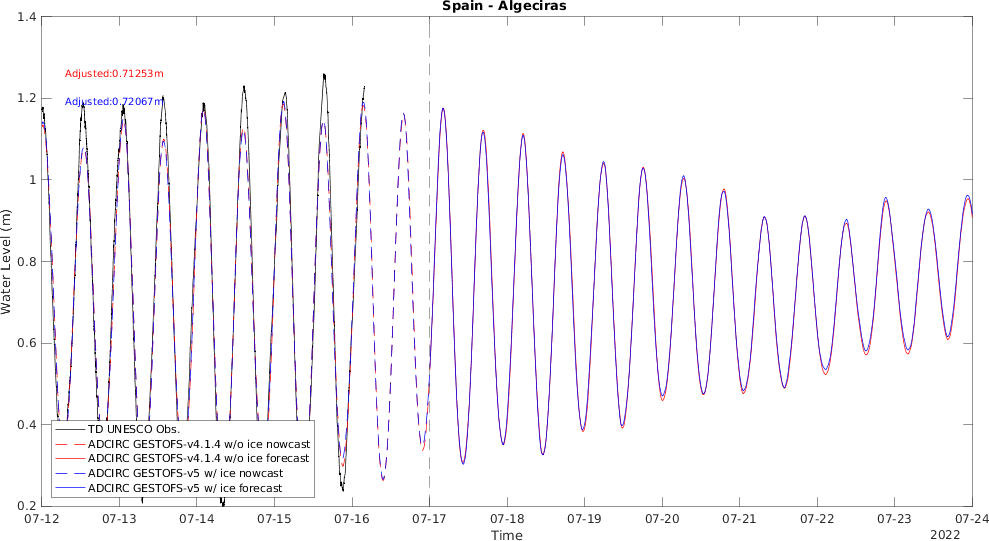 Spain - Algeciras
1.4
1.2
1
0.8
0.6
0.4
0.2
Water Level (m)
Adjusted:0.71253m
Adjusted:0.72067m
TD UNESCO Obs.
ADCIRC GESTOFS-v4.1.4 w/o ice nowcast
ADCIRC GESTOFS-v4.1.4 w/o ice forecast
ADCIRC GESTOFS-v5 w/ ice nowcast
ADCIRC GESTOFS-v5 w/ ice forecast
07-12 07-13 07-14 07-15 07-16 07-17 07-18 07-19 07-20 07-21 07-22 07-23 07-24
Time
2022